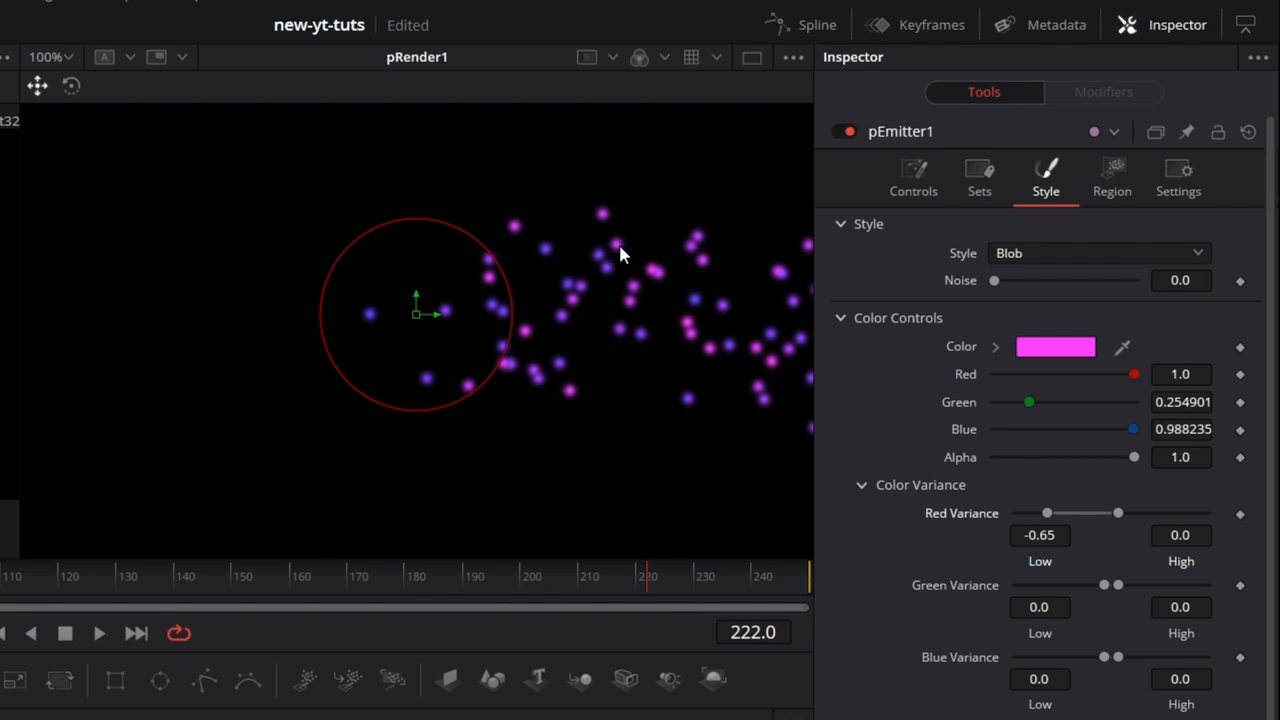 new-yt-tuts Edited Spline Keyframes Metadata Inspector
100% A pRender1 Inspector
Tools Modifiers
t32
pEmitter1
Controls Sets Style Region Settings
Style
Style Blob
Noise 0.0
Color Controls
Color
Red 1.0
Green 0.254901
Blue 0.988235
Alpha 1.0
Color Variance
Red Variance
-0.65 0.0
Low High
110 120 130 140 150 160 170 180 190 200 210 220 230 240
Green Variance
0.0 0.0
Low High
222.0
Blue Variance
0.0 0.0
Low High